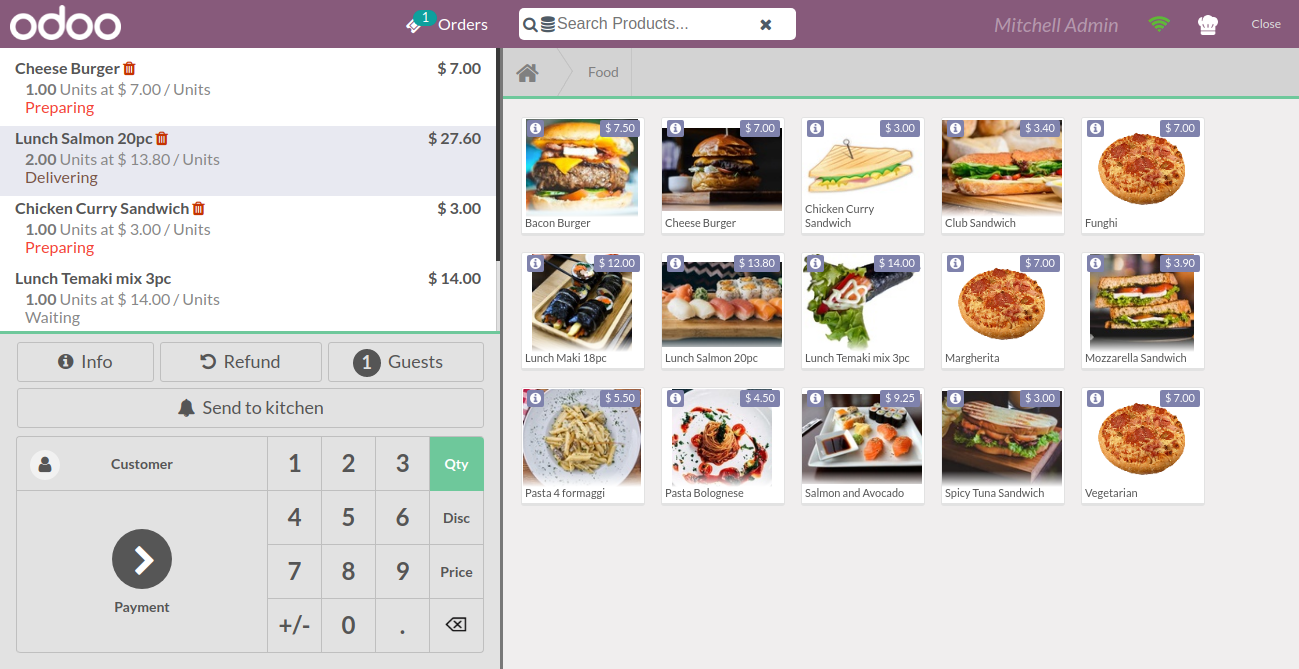 odoo
1
Orders
Search Products...
Mitchell Admin
Close
Cheese Burger
$ 7.00
1.00 Units at $ 7.00 / Units
Preparing
Lunch Salmon 20pc
$ 27.60
2.00 Units at $ 13.80 / Units
Delivering
Chicken Curry Sandwich
$ 3.00
1.00 Units at $ 3.00 / Units
Preparing
Lunch Temaki mix 3pc
$ 14.00
1.00 Units at $ 14.00 / Units
Waiting
Info
Refund
1 Guests
Send to kitchen
Customer
1 2 3 Qty
4 5 6 Disc
7 8 9 Price
+/- 0 .
Payment
Food
$ 7.50
Bacon Burger
$ 7.00
Cheese Burger
$ 3.00
Chicken Curry
Sandwich
$ 3.40
Club Sandwich
$ 7.00
Funghi
$ 12.00
Lunch Maki 18pc
$ 13.80
Lunch Salmon 20pc
$ 14.00
Lunch Temaki mix 3pc
$ 7.00
Margherita
$ 3.90
Mozzarella Sandwich
$ 5.50
Pasta 4 formaggi
$ 4.50
Pasta Bolognese
$ 9.25
Salmon and Avocado
$ 3.00
Spicy Tuna Sandwich
$ 7.00
Vegetarian